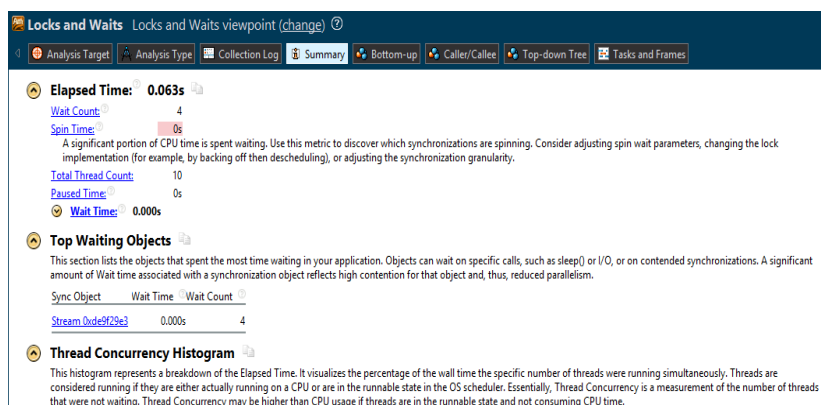 Locks and Waits Locks and Waits viewpoint (change) ?
Analysis Target Analysis Type Collection Log Summary Bottom-up Caller/Callee Top-down Tree Tasks and Frames
Elapsed Time: 0.063s
Wait Count: 4
Spin Time: 0s
A significant portion of CPU time is spent waiting. Use this metric to discover which synchronizations are spinning. Consider adjusting spin wait parameters, changing the lock
implementation (for example, by backing off then descheduling), or adjusting the synchronization granularity.
Total Thread Count: 10
Paused Time: 0s
Wait Time: 0.000s
Top Waiting Objects
This section lists the objects that spent the most time waiting in your application. Objects can wait on specific calls, such as sleep() or I/O, or on contended synchronizations. A significant
amount of Wait time associated with a synchronization object reflects high contention for that object and, thus, reduced parallelism.
Sync Object Wait Time Wait Count
Stream 0xde9f29e3 0.000s 4
Thread Concurrency Histogram
This histogram represents a breakdown of the Elapsed Time. It visualizes the percentage of the wall time the specific number of threads were running simultaneously. Threads are
considered running if they are either actually running on a CPU or are in the runnable state in the OS scheduler. Essentially, Thread Concurrency is a measurement of the number of threads
that were not waiting. Thread Concurrency may be higher than CPU usage if threads are in the runnable state and not consuming CPU time.